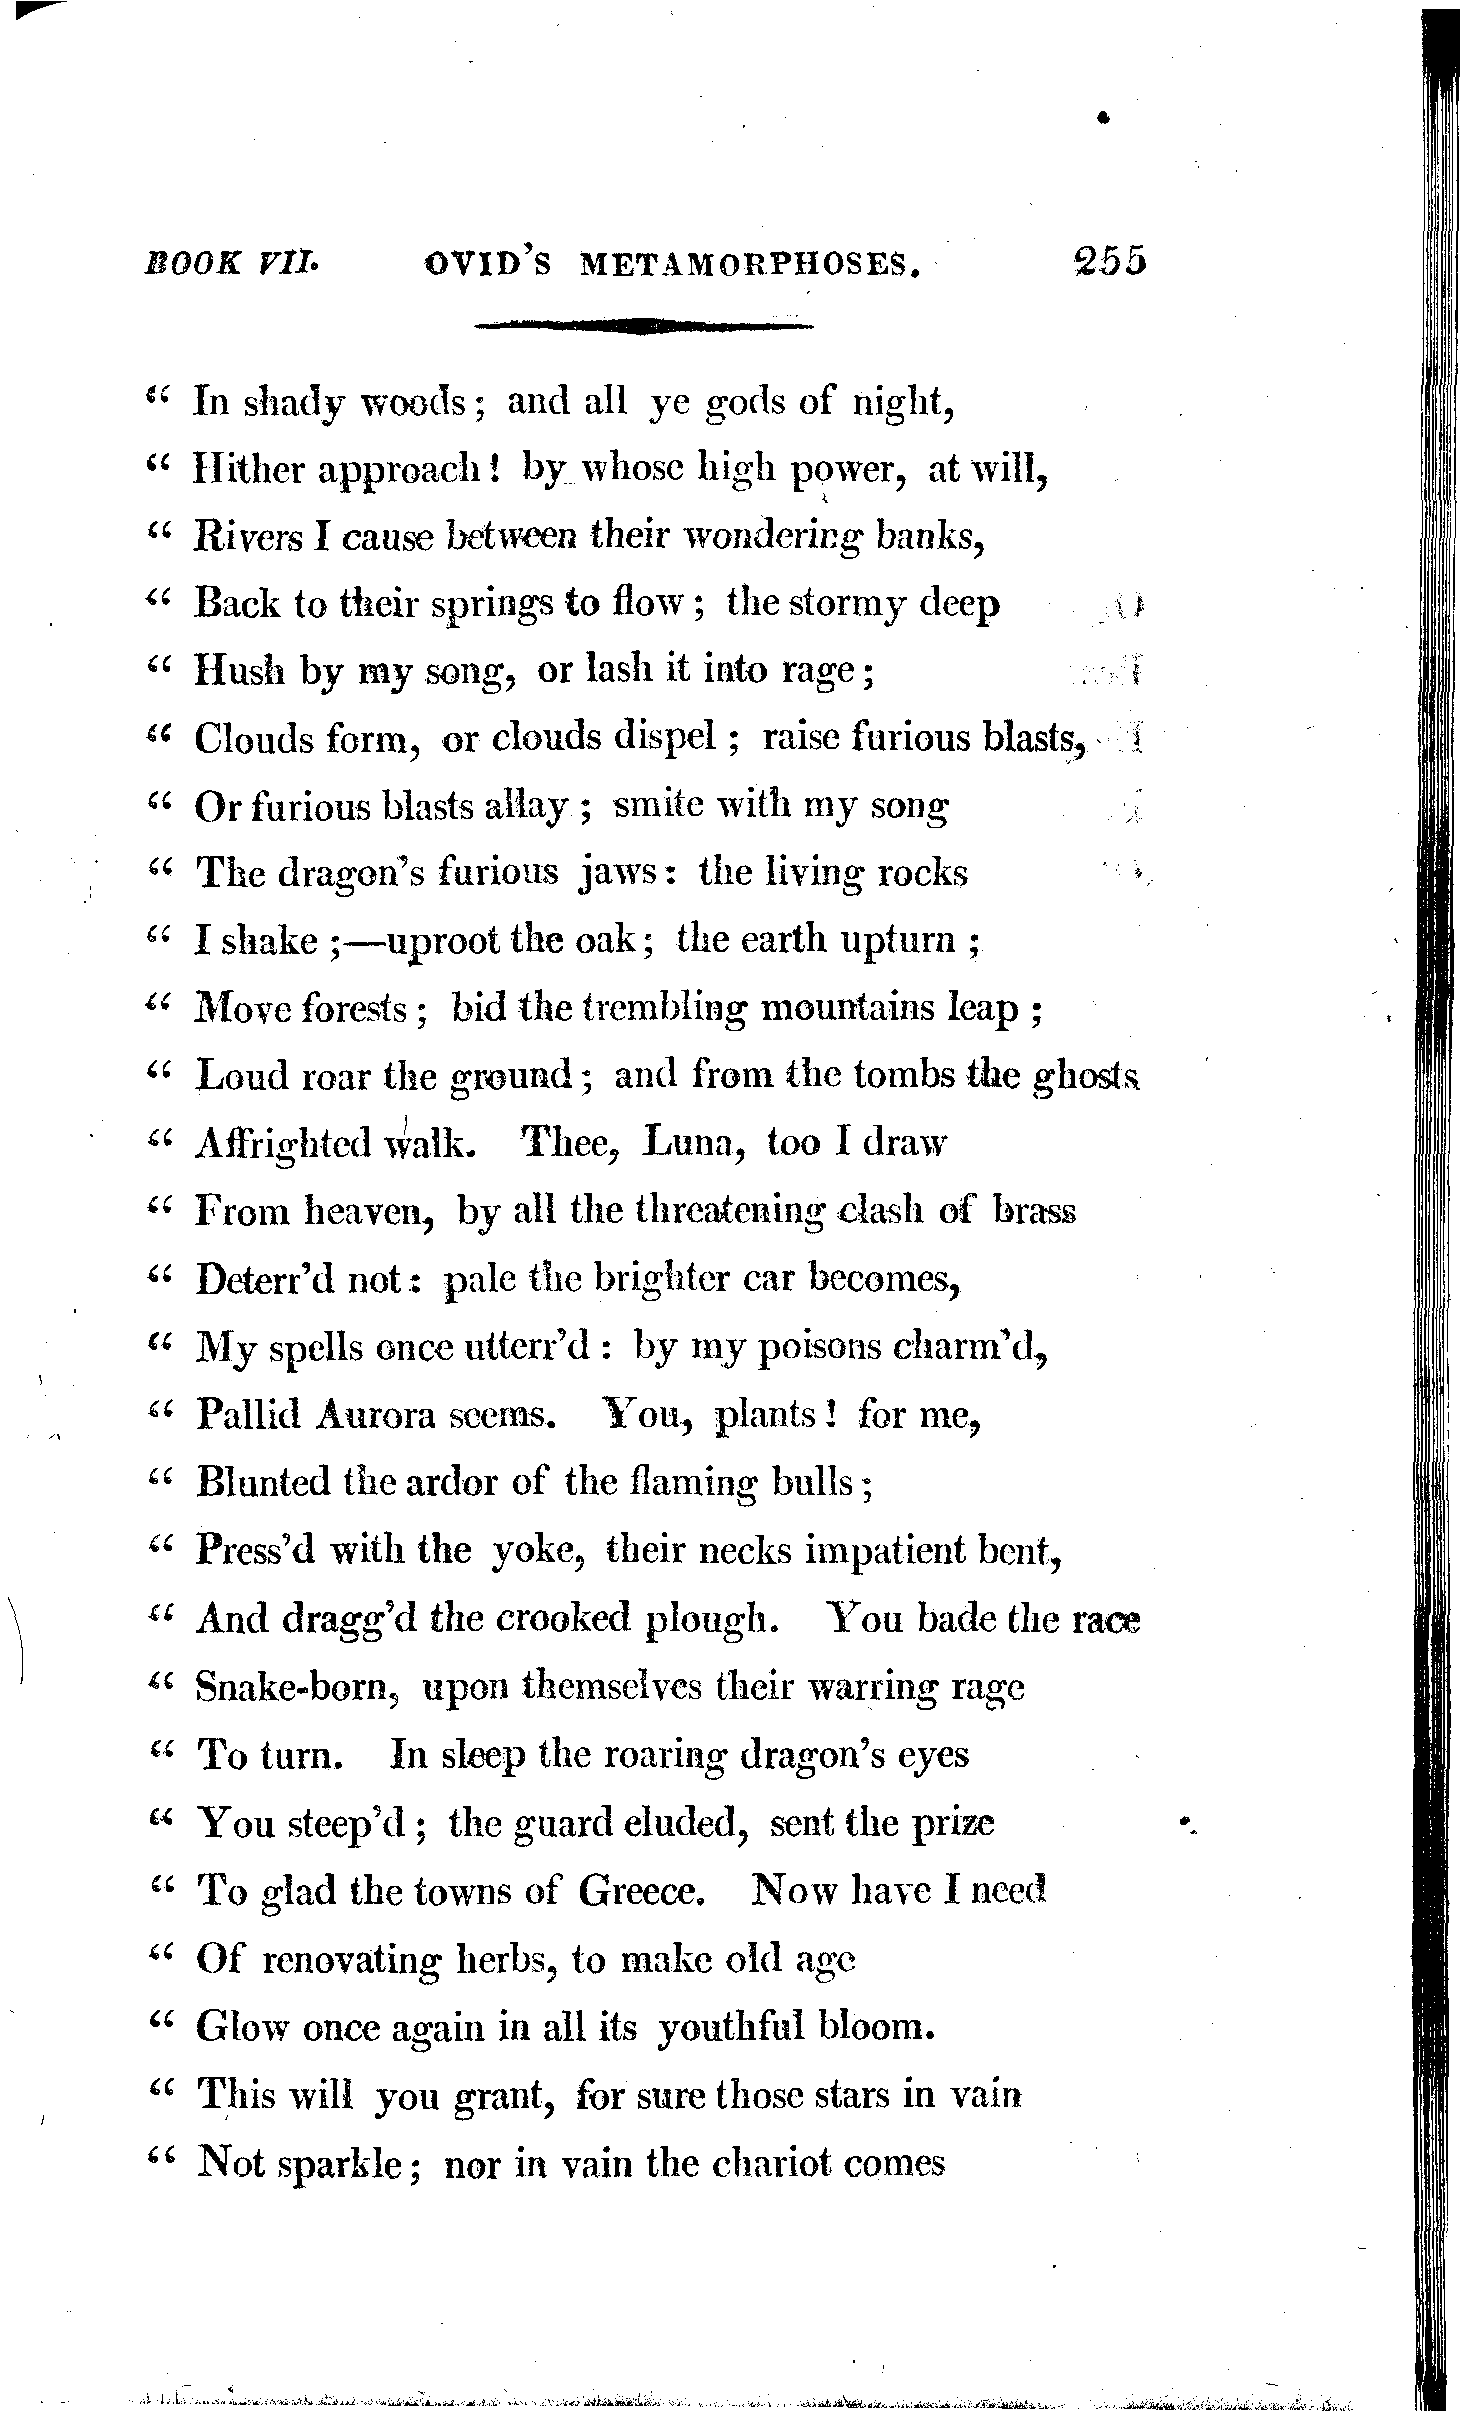 BOOK VII. OVID'S METAMORPHOSES. 255
“ In shady woods; and all ye gods of night,
“ Hither approach! by whose high power, at will,
“ Rivers I cause between their wondering banks,
“ Back to their springs to flow; the stormy deep
“ Hush by my song, or lash it into rage;
“ Clouds form, or clouds dispel; raise furious blasts,
“ Or furious blasts allay; smite with my song
“ The dragon's furious jaws: the living rocks
“ I shake;—uproot the oak; the earth upturn;
“ Move forests; bid the trembling mountains leap;
“ Loud roar the ground; and from the tombs the ghosts
“ Affrighted walk. Thee, Luna, too I draw
“ From heaven, by all the threatening clash of brass
“ Deterr'd not: pale the brighter car becomes,
“ My spells once utterr'd: by my poisons charm'd,
“ Pallid Aurora seems. You, plants! for me,
“ Blunted the ardor of the flaming bulls;
“ Press'd with the yoke, their necks impatient bent,
“ And dragg'd the crooked plough. You bade the race
“ Snake-born, upon themselves their warring rage
“ To turn. In sleep the roaring dragon's eyes
“ You steep'd; the guard eluded, sent the prize
“ To glad the towns of Greece. Now have I need
“ Of renovating herbs, to make old age
“ Glow once again in all its youthful bloom.
“ This will you grant, for sure those stars in vain
“ Not sparkle; nor in vain the chariot comes